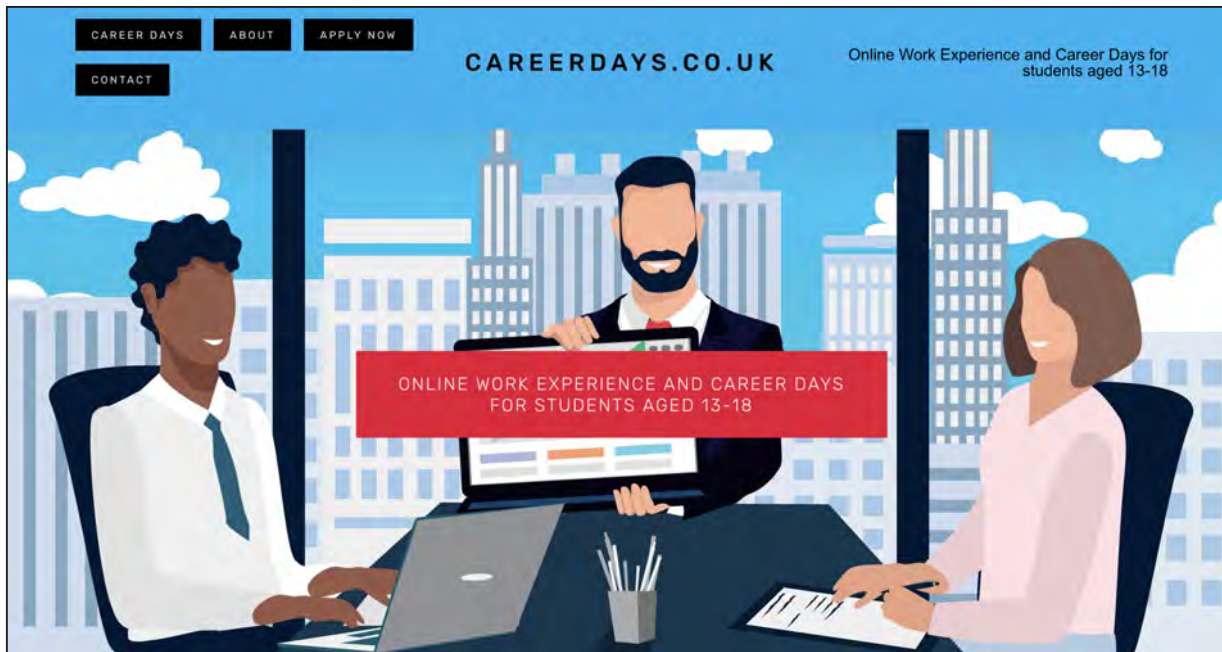 CAREER DAYS
ABOUT
APPLY NOW
CONTACT
CAREERDAYS.CO.UK
Online Work Experience and Career Days for
students aged 13-18
ONLINE WORK EXPERIENCE AND CAREER DAYS
FOR STUDENTS AGED 13-18